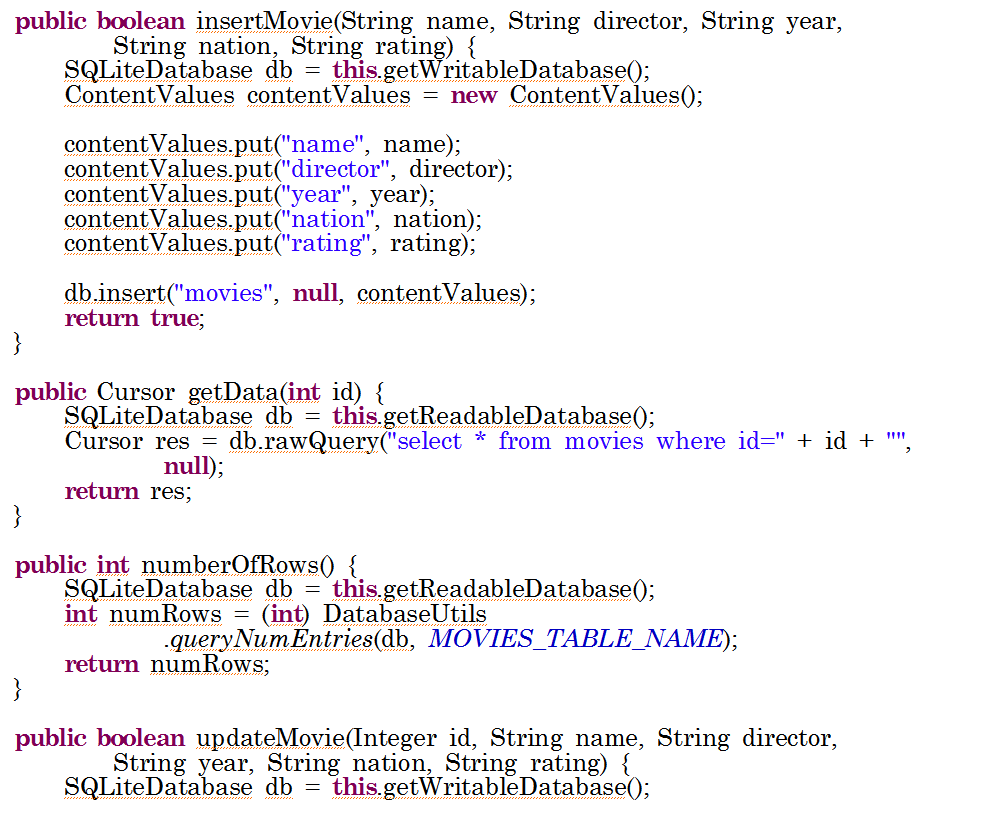 public boolean insertMovie(String name, String director, String year,
String nation, String rating) {
SQLiteDatabase db = this.getWritableDatabase();
ContentValues contentValues = new ContentValues();
contentValues.put("name", name);
contentValues.put("director", director);
contentValues.put("year", year);
contentValues.put("nation", nation);
contentValues.put("rating", rating);
db.insert("movies", null, contentValues);
return true;
}
public Cursor getData(int id) {
SQLiteDatabase db = this.getReadableDatabase();
Cursor res = db.rawQuery("select * from movies where id=" + id + "",
null);
return res;
}
public int numberOfRows() {
SQLiteDatabase db = this.getReadableDatabase();
int numRows = (int) DatabaseUtils
.queryNumEntries(db, MOVIES_TABLE_NAME);
return numRows;
}
public boolean updateMovie(Integer id, String name, String director,
String year, String nation, String rating) {
SQLiteDatabase db = this.getWritableDatabase();